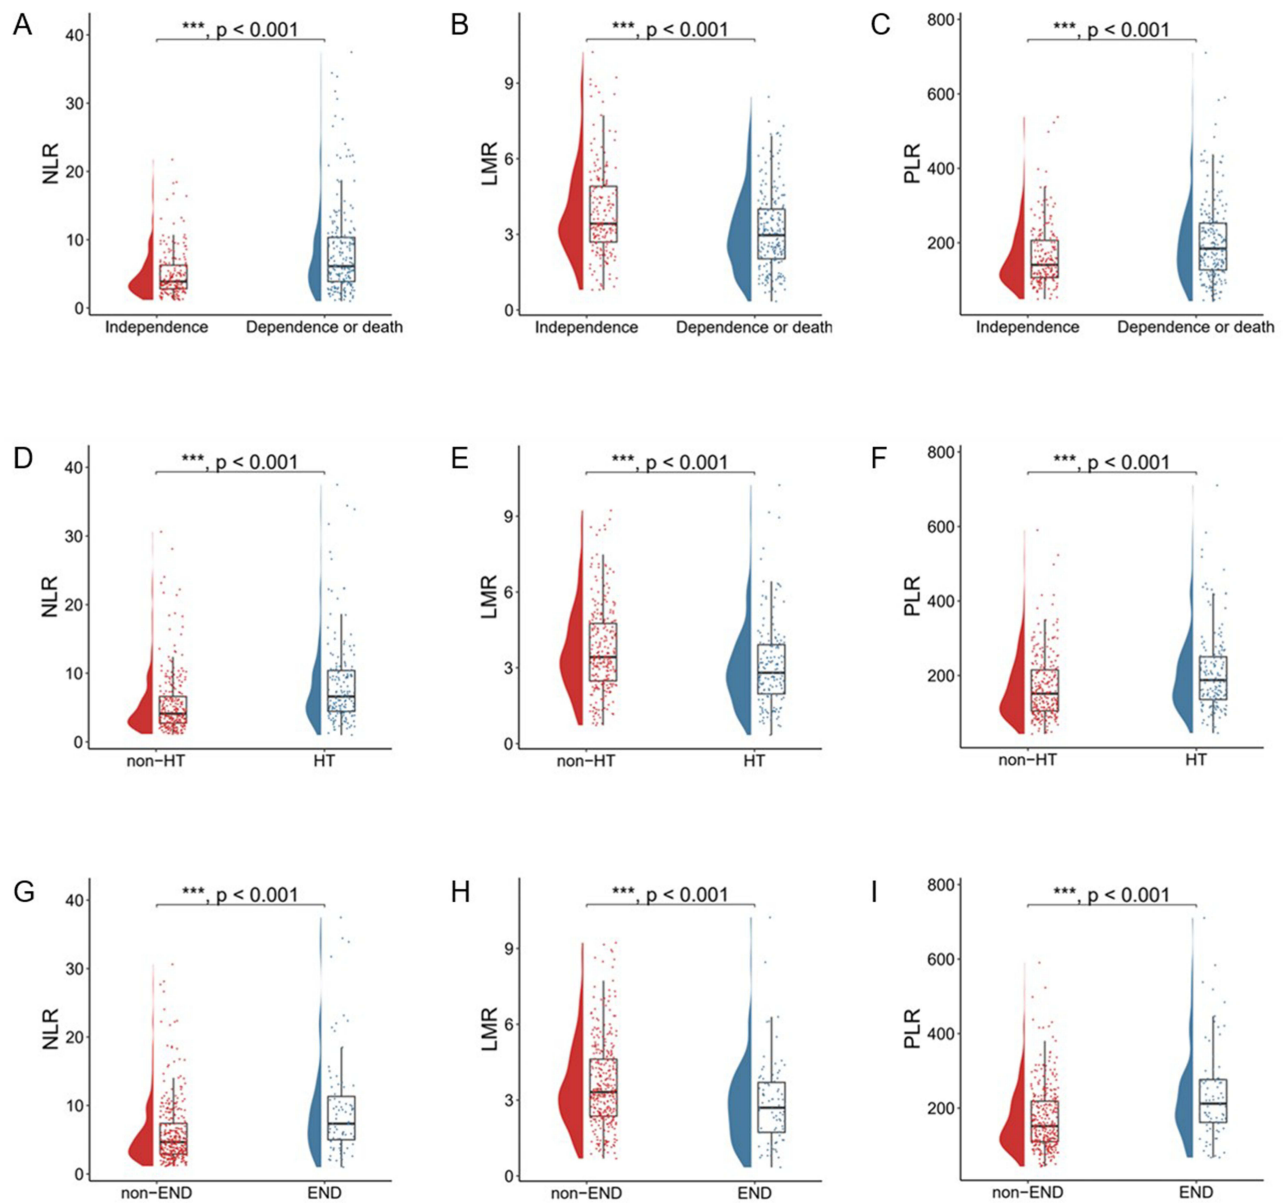 A
***, p < 0.001
NLR
40
30
20
10
0
Independence
Dependence or death
B
***, p < 0.001
LMR
9
6
3
0
Independence
Dependence or death
C
***, p < 0.001
PLR
800
600
400
200
Independence
Dependence or death
D
***, p < 0.001
NLR
40
30
20
10
0
non−HT
HT
E
***, p < 0.001
LMR
9
6
3
0
non−HT
HT
F
***, p < 0.001
PLR
800
600
400
200
non−HT
HT
G
***, p < 0.001
NLR
40
30
20
10
0
non−END
END
H
***, p < 0.001
LMR
9
6
3
0
non−END
END
I
***, p < 0.001
PLR
800
600
400
200
non−END
END